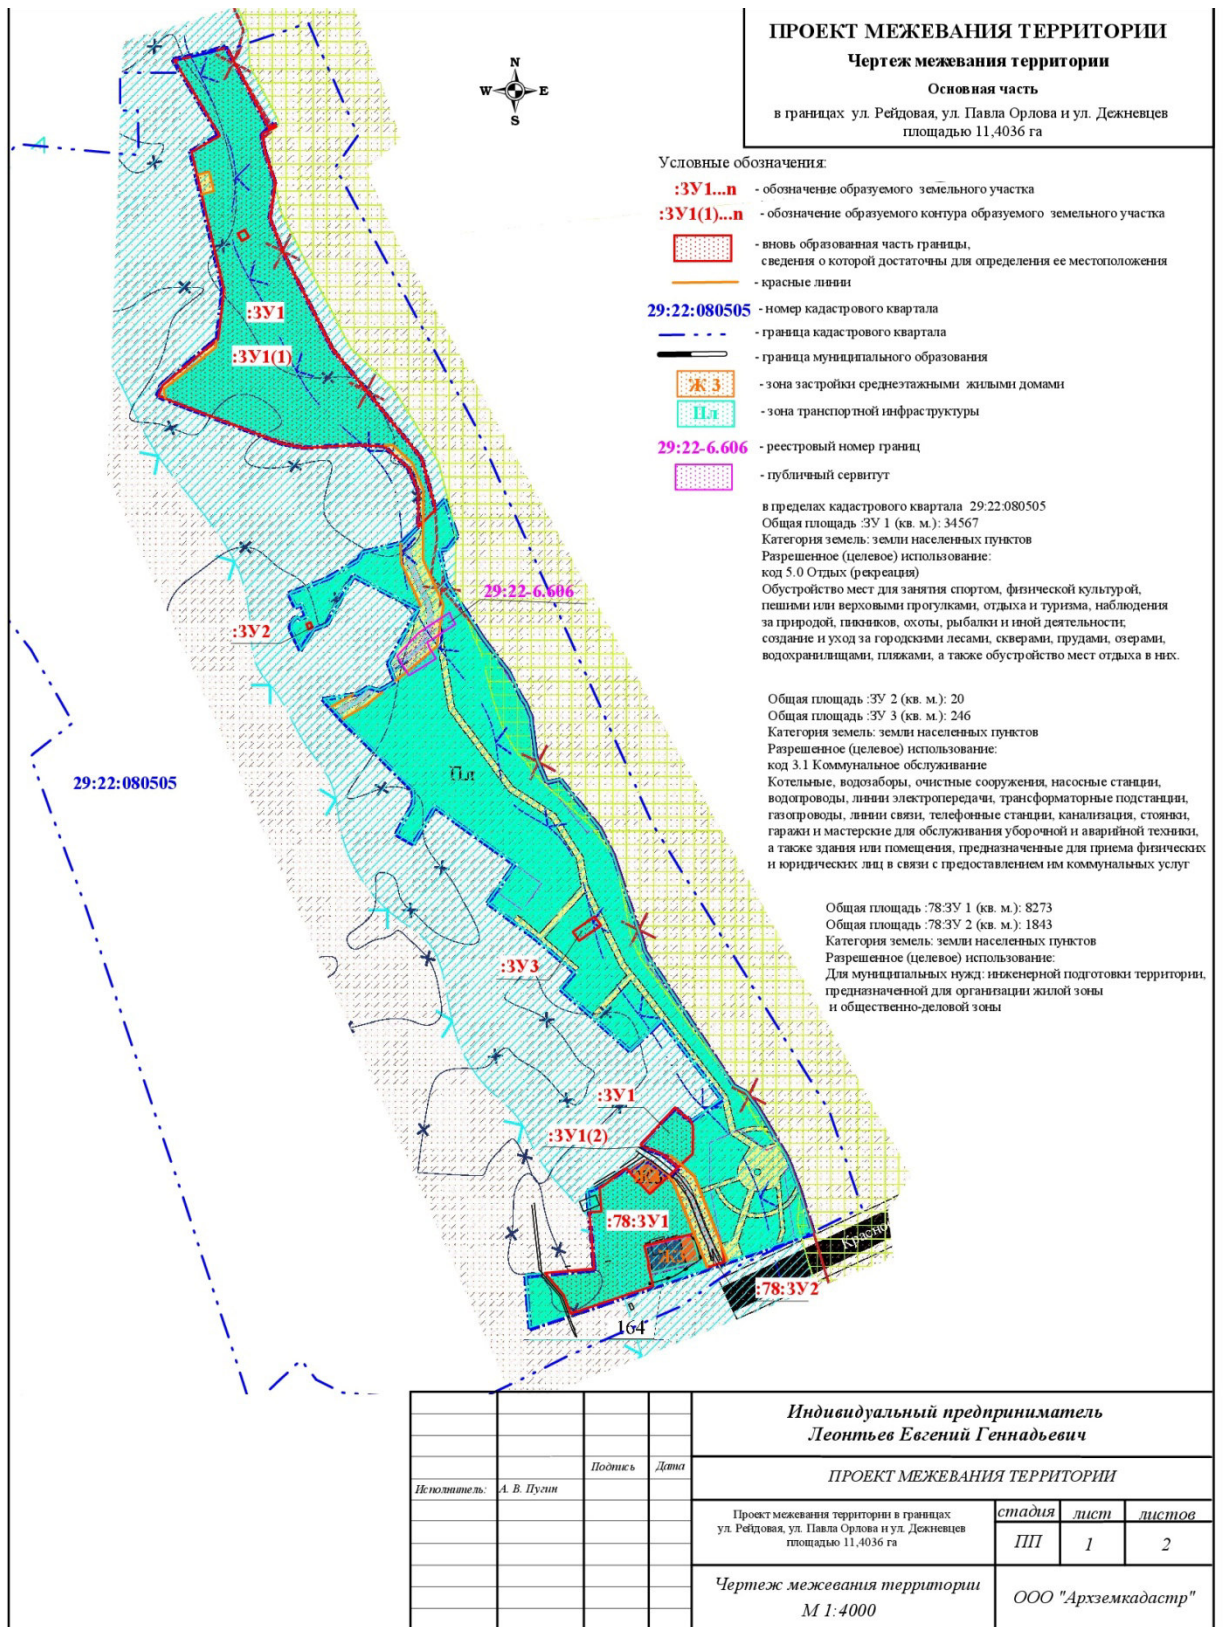 ПРОЕКТ МЕЖЕВАНИЯ ТЕРРИТОРИИ
Чертеж межевания территории
Основная часть
в границах ул. Рейдовая, ул. Павла Орлова и ул. Дежневцев
площадью 11,4036 га
N
W E
S
Условные обозначения:
:ЗУ1...n - обозначение образуемого земельного участка
:ЗУ1(1)...n - обозначение образуемого контура образуемого земельного участка
- вновь образованная часть границы,
сведения о которой достаточны для определения ее местоположения
- красные линии
29:22:080505 - номер кадастрового квартала
- граница кадастрового квартала
- граница муниципального образования
Ж 3 - зона застройки среднеэтажными жилыми домами
Пл - зона транспортной инфраструктуры
29:22-6.606 - реестровый номер границ
- публичный сервитут
в пределах кадастрового квартала 29:22:080505
Общая площадь :ЗУ 1 (кв. м.): 34567
Категория земель: земли населенных пунктов
Разрешенное (целевое) использование:
код 5.0 Отдых (рекреация)
Обустройство мест для занятия спортом, физической культурой,
пешими или верховыми прогулками, отдыха и туризма, наблюдения
за природой, пикников, охоты, рыбалки и иной деятельности;
создание и уход за городскими лесами, скверами, прудами, озерами,
водохранилищами, пляжами, а также обустройство мест отдыха в них.
Общая площадь :ЗУ 2 (кв. м.): 20
Общая площадь :ЗУ 3 (кв. м.): 246
Категория земель: земли населенных пунктов
Разрешенное (целевое) использование:
код 3.1 Коммунальное обслуживание
Котельные, водозаборы, очистные сооружения, насосные станции,
водопроводы, линии электропередачи, трансформаторные подстанции,
газопроводы, линии связи, телефонные станции, канализация, стоянки,
гаражи и мастерские для обслуживания уборочной и аварийной техники,
а также здания или помещения, предназначенные для приема физических
и юридических лиц в связи с предоставлением им коммунальных услуг
Общая площадь :78:ЗУ 1 (кв. м.): 8273
Общая площадь :78:ЗУ 2 (кв. м.): 1843
Категория земель: земли населенных пунктов
Разрешенное (целевое) использование:
Для муниципальных нужд: инженерной подготовки территории,
предназначенной для организации жилой зоны
и общественно-деловой зоны
:ЗУ1
:ЗУ1(1)
29:22-6.606
:ЗУ2
29:22:080505
Пл
:ЗУ3
:ЗУ1
:ЗУ1(2)
:78:ЗУ1
Красно
:78:ЗУ2
164
Индивидуальный предприниматель
Леонтьев Евгений Геннадьевич
Подпись Дата
ПРОЕКТ МЕЖЕВАНИЯ ТЕРРИТОРИИ
Исполнитель: А. В. Пугин
Проект межевания территории в границах
ул. Рейдовая, ул. Павла Орлова и ул. Дежневцев
площадью 11,4036 га
стадия лист листов
ПП 1 2
Чертеж межевания территории
М 1:4000
ООО "Архземкадастр"